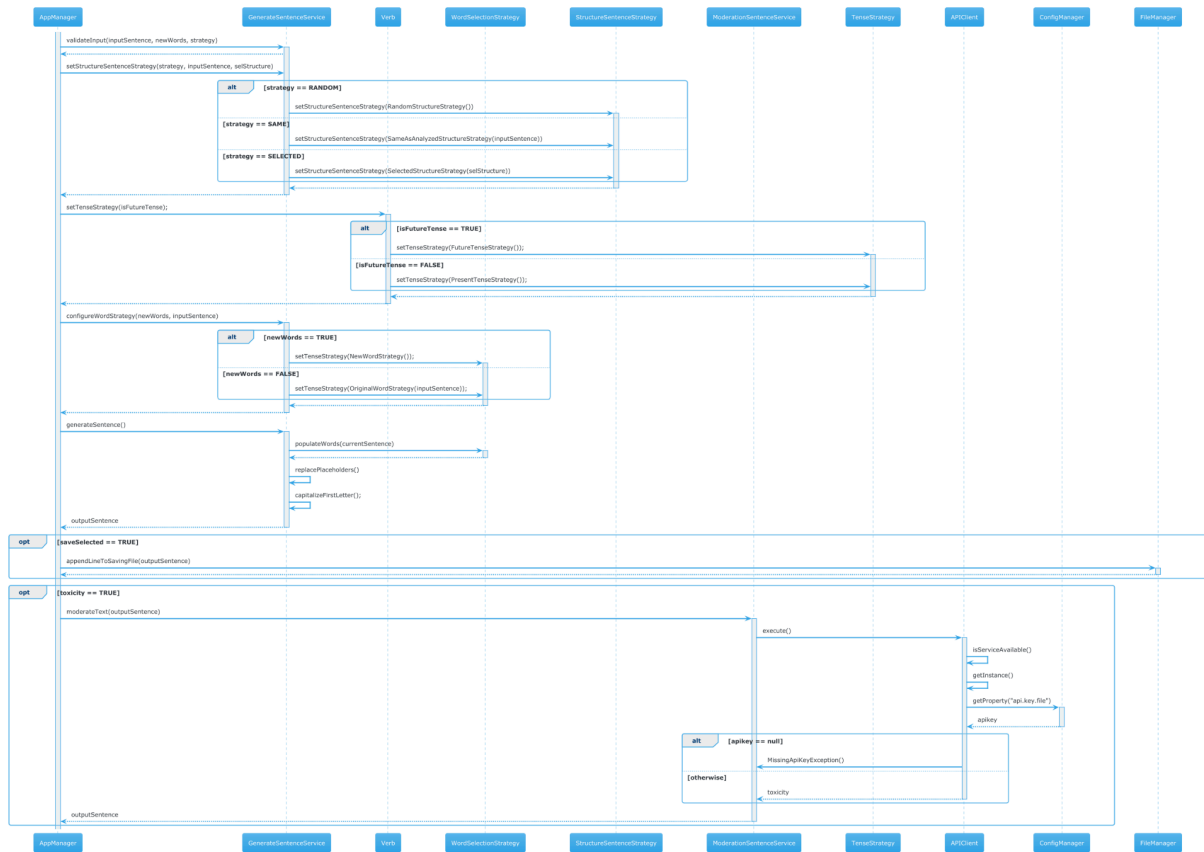 AppManager GenerateSentenceService Verb WordSelectionStrategy StructureSentenceStrategy ModerationSentenceService TenseStrategy APIClient ConfigManager FileManager
validateInput(inputSentence, newWords, strategy)
setStructureSentenceStrategy(strategy, inputSentence, selStructure)
alt [strategy == RANDOM]
setStructureSentenceStrategy(RandomStructureStrategy())
[strategy == SAME]
setStructureSentenceStrategy(SameAsAnalyzedStructureStrategy(inputSentence))
[strategy == SELECTED]
setStructureSentenceStrategy(SelectedStructureStrategy(selStructure))
setTenseStrategy(isFutureTense);
alt [isFutureTense == TRUE]
setTenseStrategy(FutureTenseStrategy());
[isFutureTense == FALSE]
setTenseStrategy(PresentTenseStrategy());
configureWordStrategy(newWords, inputSentence)
alt [newWords == TRUE]
setTenseStrategy(NewWordStrategy());
[newWords == FALSE]
setTenseStrategy(OriginalWordStrategy(inputSentence));
generateSentence()
populateWords(currentSentence)
replacePlaceholders()
capitalizeFirstLetter();
outputSentence
opt [saveSelected == TRUE]
appendLineToSavingFile(outputSentence)
opt [toxicity == TRUE]
moderateText(outputSentence)
execute()
isServiceAvailable()
getInstance()
getProperty("api.key.file")
apikey
alt [apikey == null]
MissingApiKeyException()
[otherwise]
toxicity
outputSentence
AppManager GenerateSentenceService Verb WordSelectionStrategy StructureSentenceStrategy ModerationSentenceService TenseStrategy APIClient ConfigManager FileManager